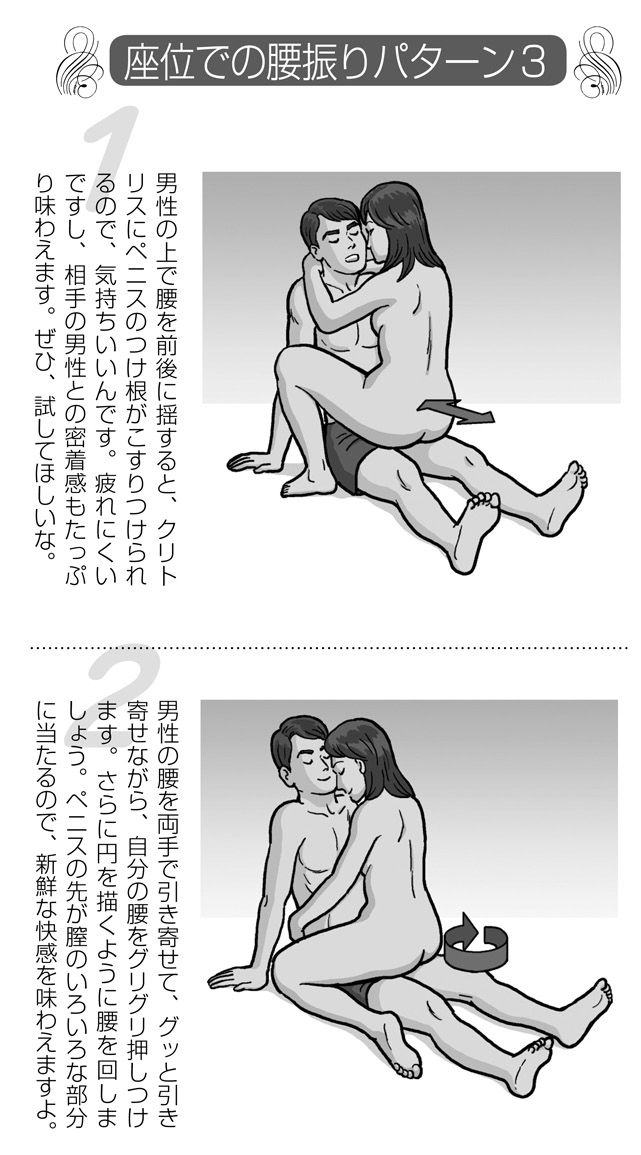 座位での腰振りパターン3
1
男性の上で腰を前後に揺すると、クリト
リスにペニスのつけ根がこすりつけられ
るので、気持ちいいんです。疲れにくい
ですし、相手の男性との密着感もたっぷ
り味わえます。ぜひ、試してほしいな。
2
男性の腰を両手で引き寄せて、グッと引き
寄せながら、自分の腰をグリグリ押しつけ
ます。さらに円を描くように腰を回しま
しょう。ペニスの先が膣のいろいろな部分
に当たるので、新鮮な快感を味わえますよ。